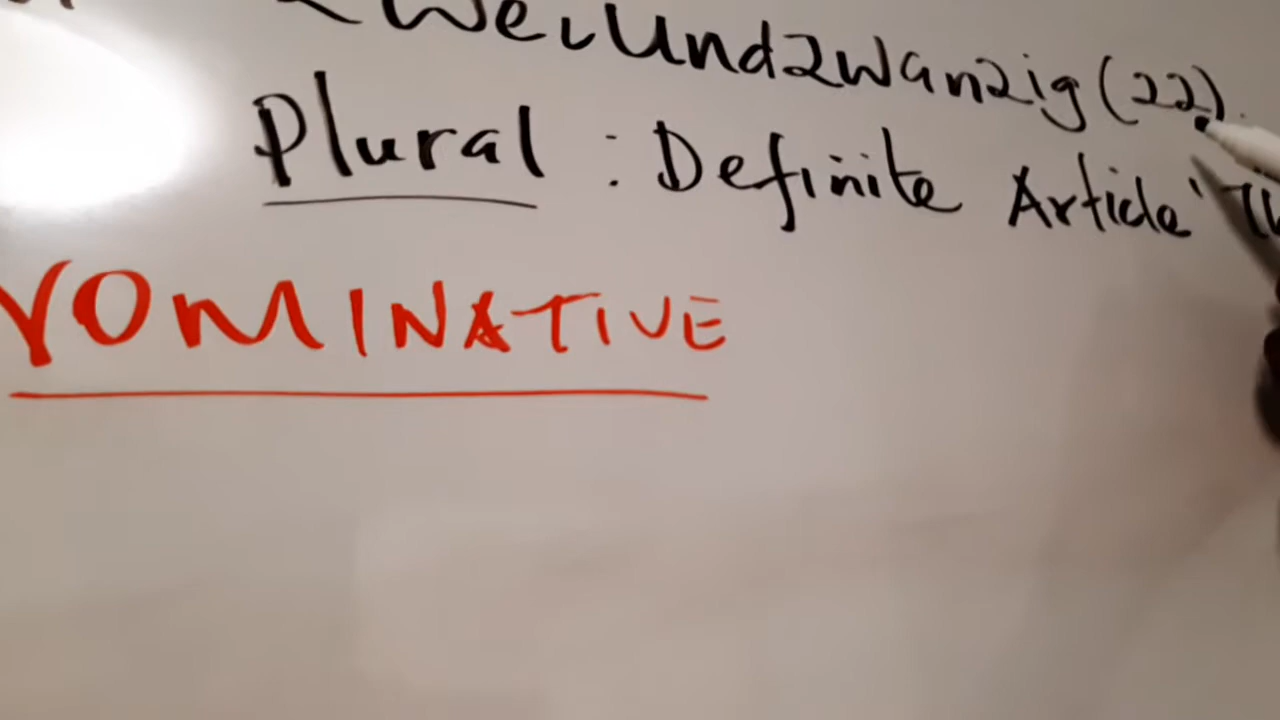 ZweiUndZwanzig (22).
Plural : Definite Article
NOMINATIVE